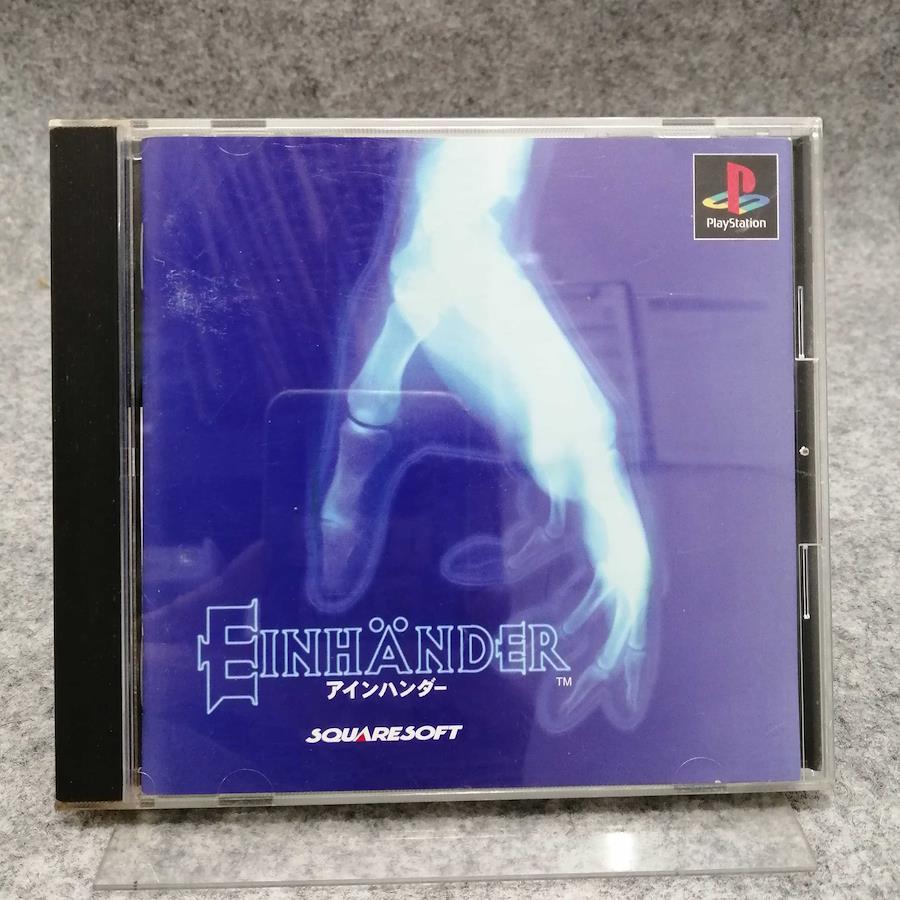 PlayStation
EINHÄNDER
TM
アインハンダー
SQUARESOFT